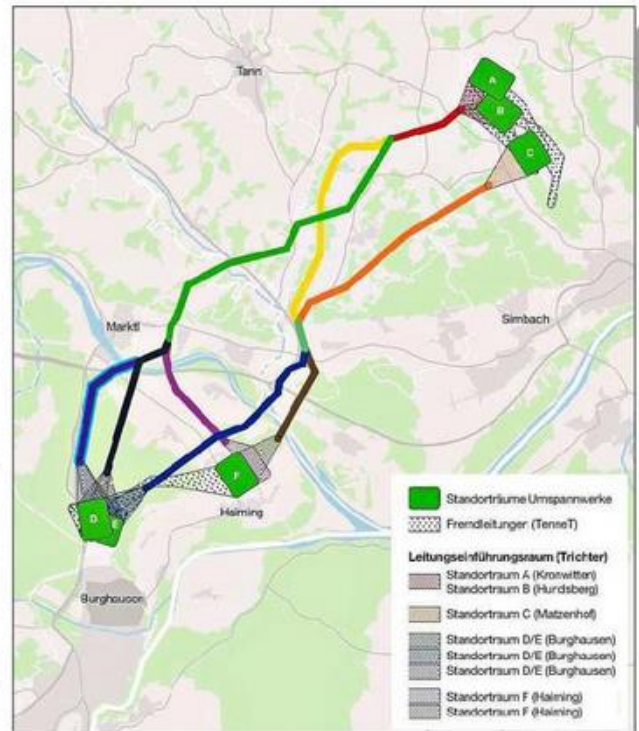 Tann
A
B
C
Marktl
Simbach
F
Haiming
D
E
Burghausen
Standorträume Umspannwerke
Fremdleitungen (TenneT)
Leitungseinführungsraum (Trichter)
Standortraum A (Kronwitten)
Standortraum B (Hundsberg)
Standortraum C (Matzenhof)
Standortraum D/E (Burghausen)
Standortraum D/E (Burghausen)
Standortraum D/E (Burghausen)
Standortraum F (Haiming)
Standortraum F (Haiming)